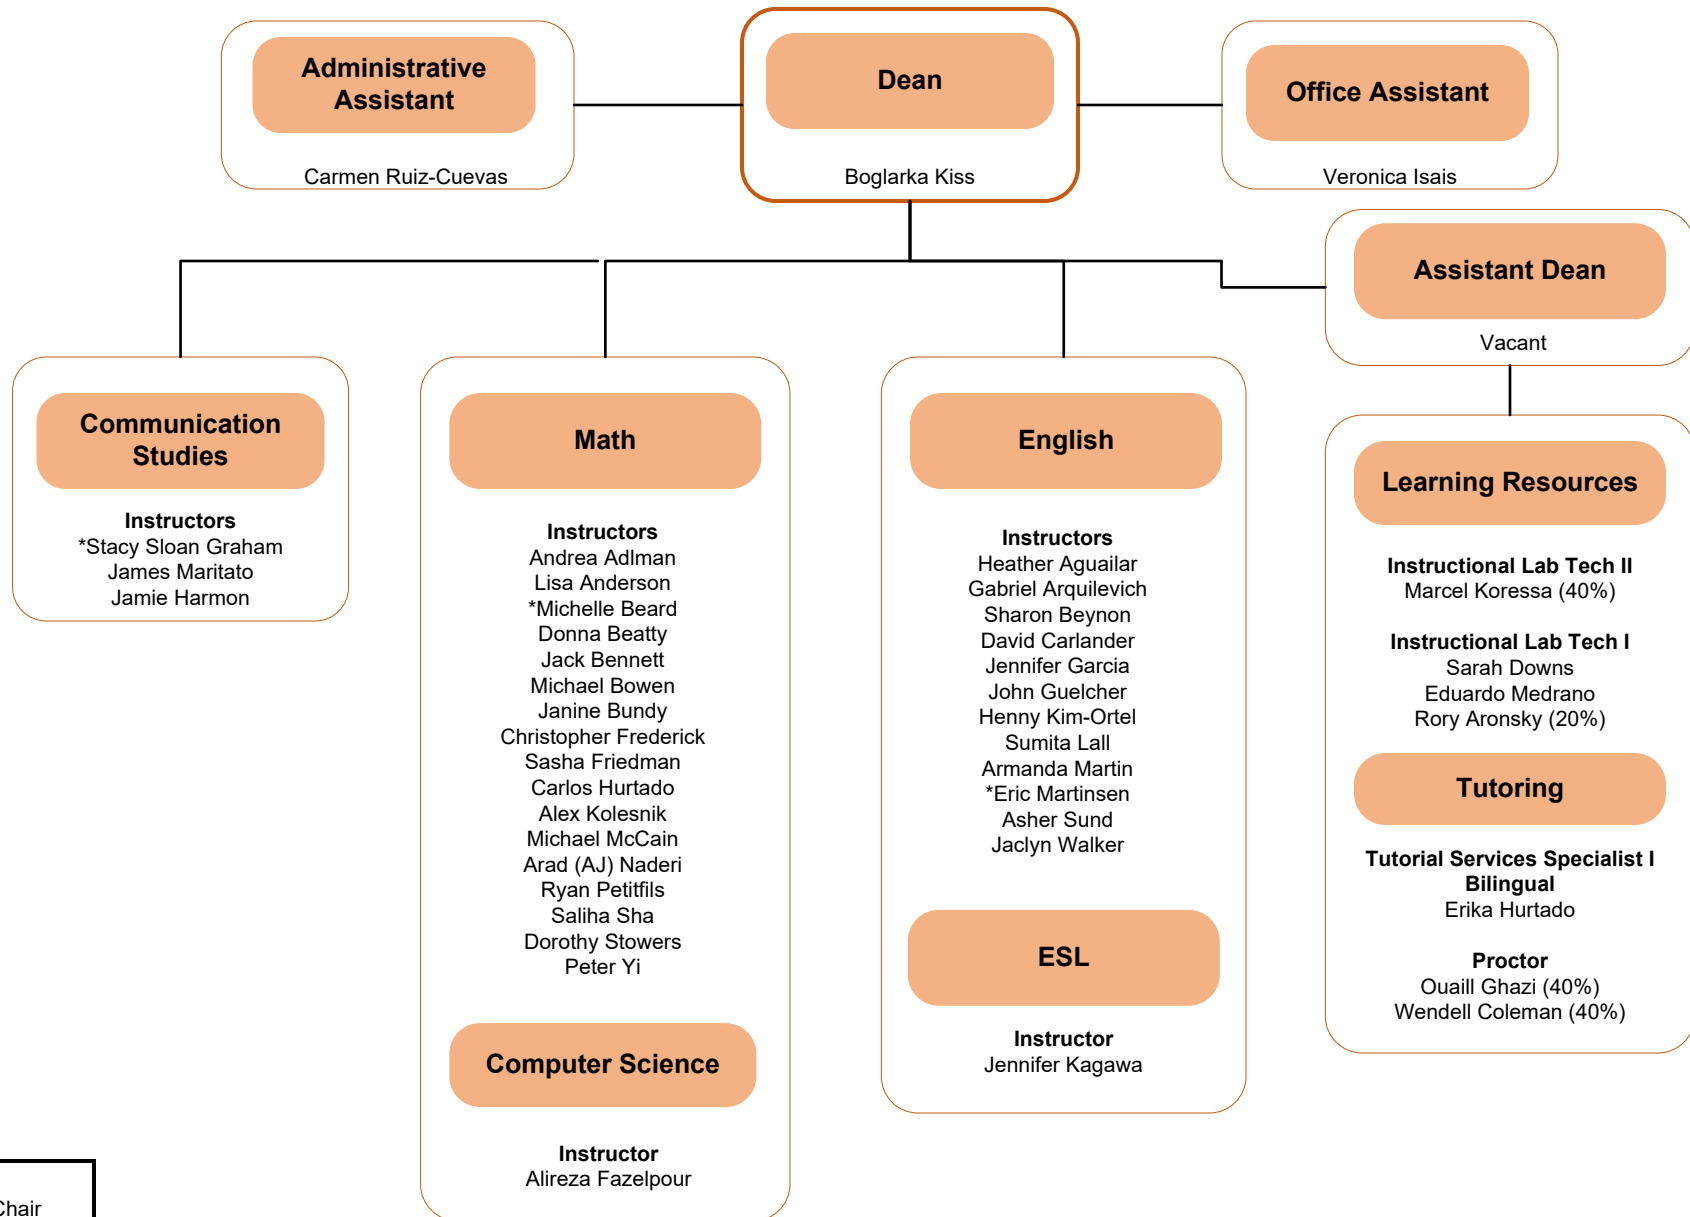 Administrative
Assistant
Carmen Ruiz-Cuevas
Dean
Boglarka Kiss
Office Assistant
Veronica Isais
Assistant Dean
Vacant
Communication
Studies
Instructors
*Stacy Sloan Graham
James Maritato
Jamie Harmon
Math
Instructors
Andrea Adlman
Lisa Anderson
*Michelle Beard
Donna Beatty
Jack Bennett
Michael Bowen
Janine Bundy
Christopher Frederick
Sasha Friedman
Carlos Hurtado
Alex Kolesnik
Michael McCain
Arad (AJ) Naderi
Ryan Petitfils
Saliha Sha
Dorothy Stowers
Peter Yi
Computer Science
Instructor
Alireza Fazelpour
English
Instructors
Heather Aguailar
Gabriel Arquilevich
Sharon Beynon
David Carlander
Jennifer Garcia
John Guelcher
Henny Kim-Ortel
Sumita Lall
Armanda Martin
*Eric Martinsen
Asher Sund
Jaclyn Walker
ESL
Instructor
Jennifer Kagawa
Learning Resources
Instructional Lab Tech II
Marcel Koressa (40%)
Instructional Lab Tech I
Sarah Downs
Eduardo Medrano
Rory Aronsky (20%)
Tutoring
Tutorial Services Specialist I
Bilingual
Erika Hurtado
Proctor
Ouaill Ghazi (40%)
Wendell Coleman (40%)
Chair